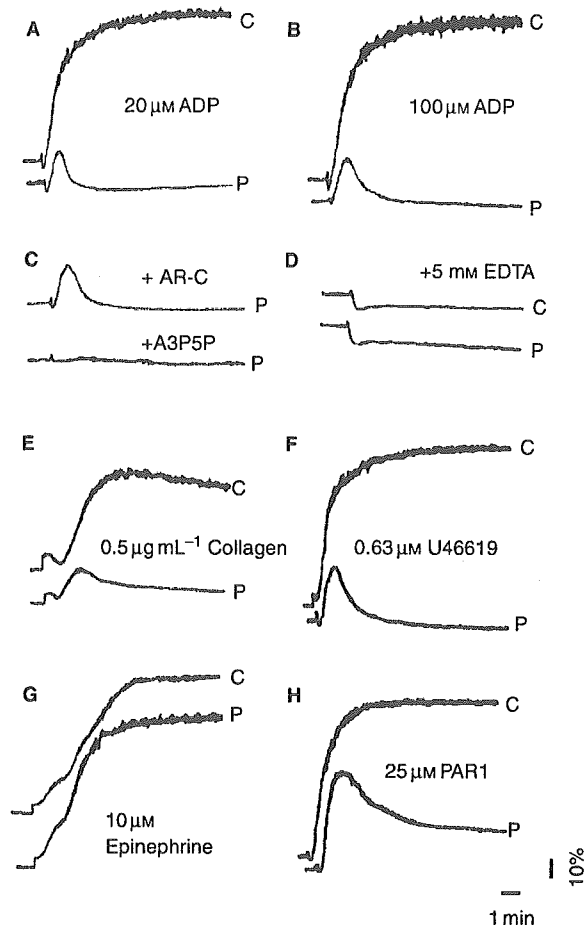 A
C
20 µM ADP
P
B
C
100 µM ADP
P
C
+ AR-C
P
+A3P5P
P
D
+5 mM EDTA
C
P
E
C
0.5 µg mL⁻¹ Collagen
P
F
C
0.63 µM U46619
P
G
C
P
10 µM
Epinephrine
H
C
25 µM PAR1
P
10%
1 min